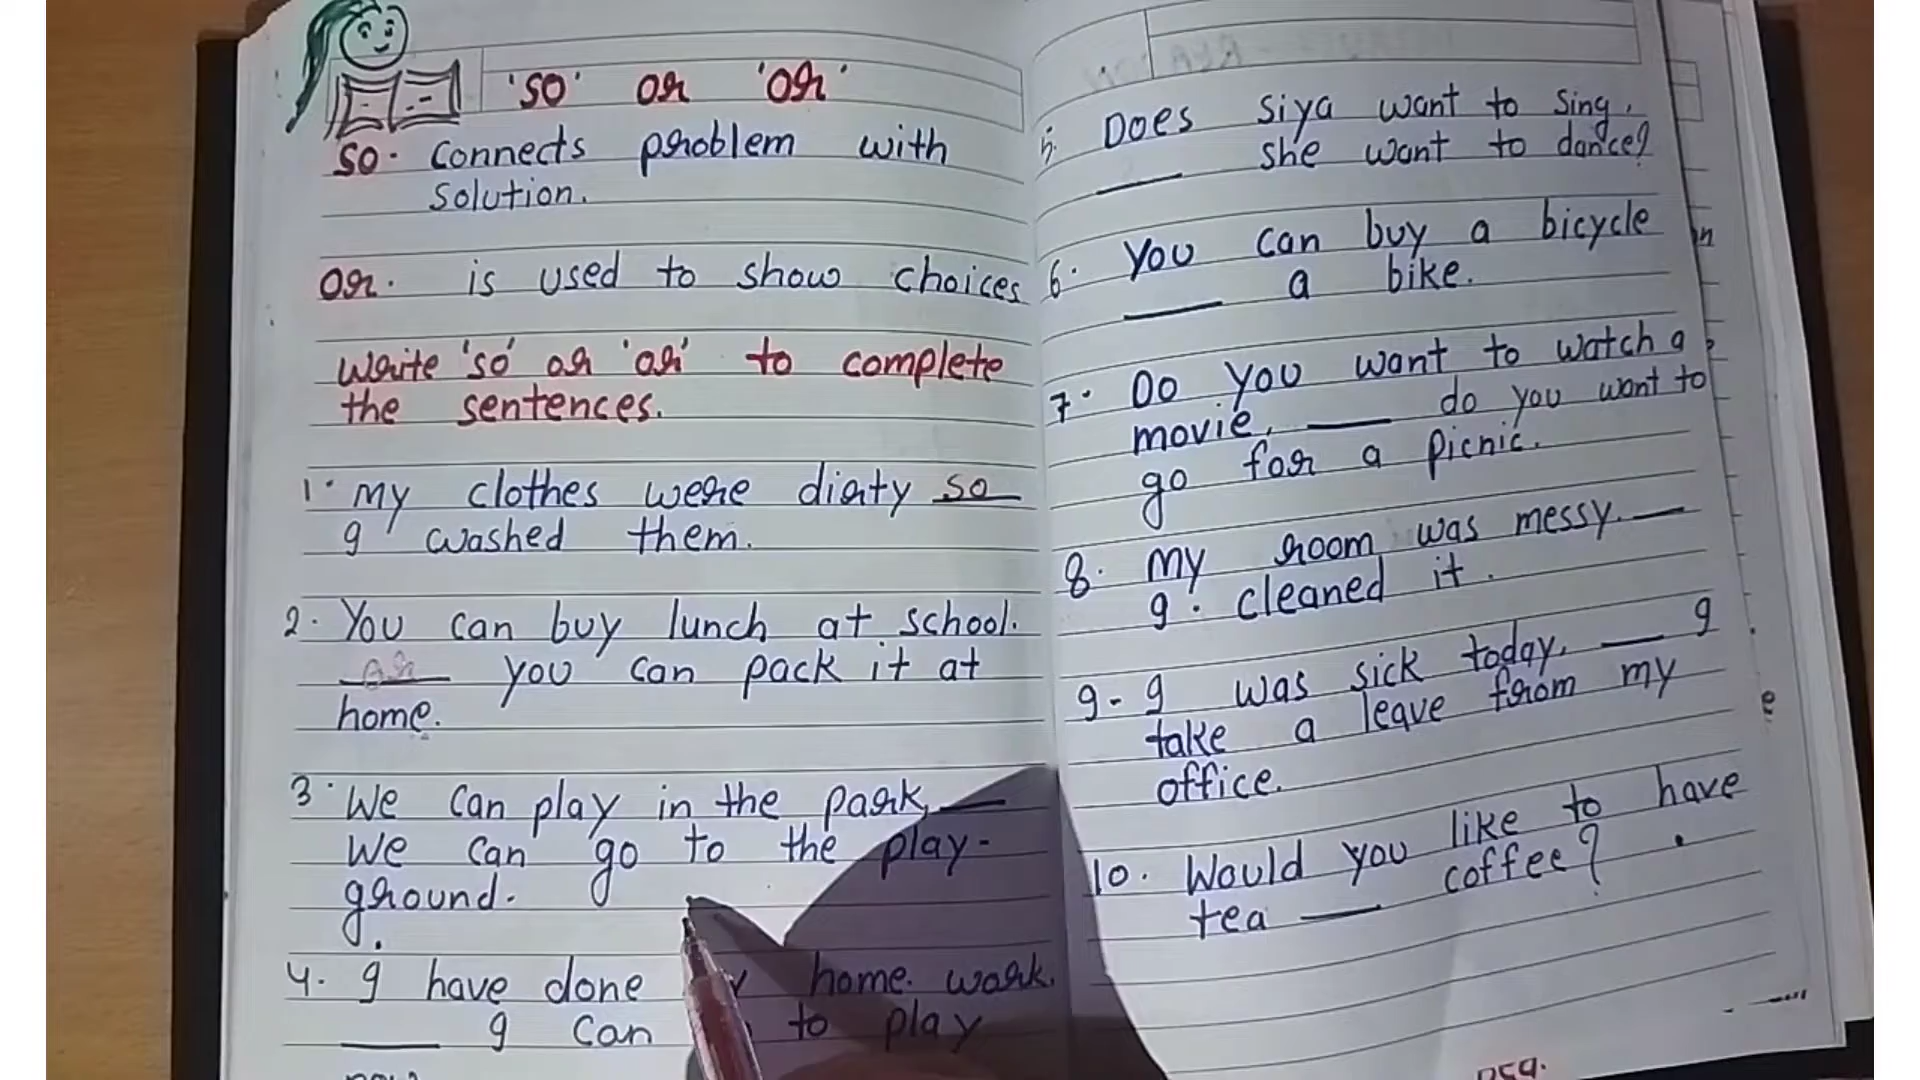 'so' or 'or'
so. connects problem with
solution.
or. is used to show choices
write 'so' or 'or' to complete
the sentences.
1. my clothes were dirty so
I washed them.
2. You can buy lunch at school.
or you can pack it at
home.
3. We can play in the park,
We can go to the play-
ground.
4. I have done home work.
I can to play
5. Does siya want to sing,
she want to dance?
6. You can buy a bicycle
a bike.
7. Do you want to watch a
movie, do you want to
go for a picnic.
8. my room was messy.
I. cleaned it.
9- I was sick today, I
take a leave from my
office.
10. Would you like to have
tea coffee?